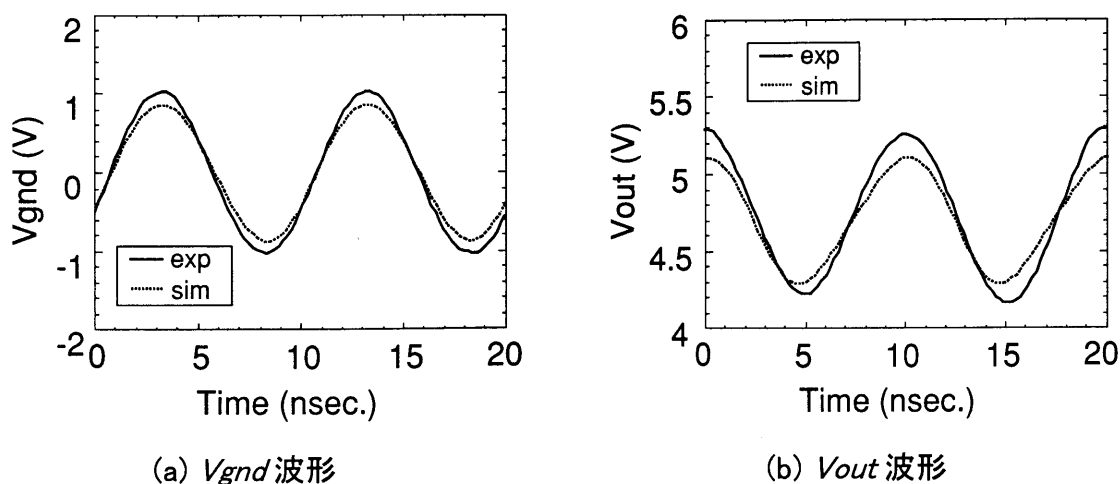 2
1
0
-1
-2
Vgnd (V)
exp
sim
0 5 10 15 20
Time (nsec.)
(a) Vgnd 波形
6
5.5
5
4.5
4
Vout (V)
exp
sim
0 5 10 15 20
Time (nsec.)
(b) Vout 波形